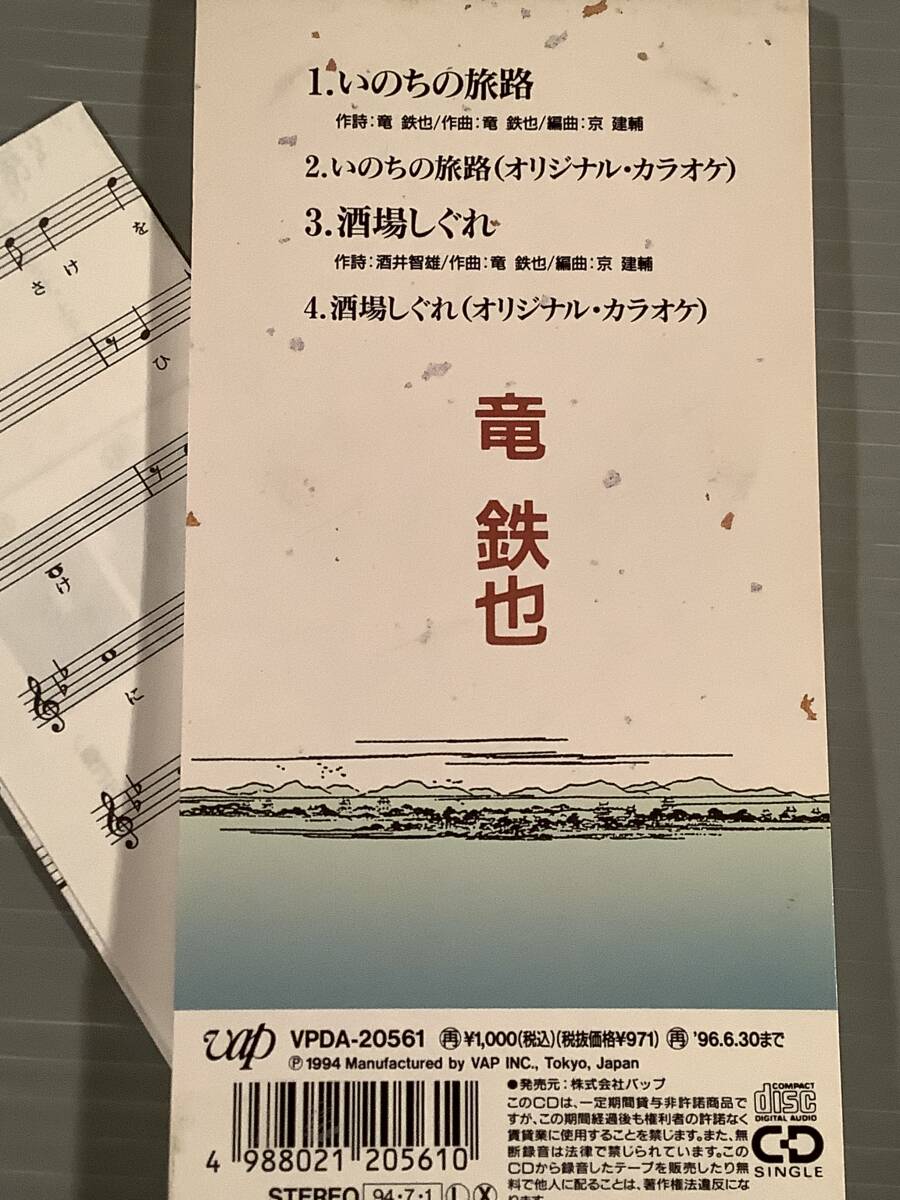 1.いのちの旅路
作詩:竜 鉄也/作曲:竜 鉄也/編曲:京 建輔
2.いのちの旅路(オリジナル・カラオケ)
3.酒場しぐれ
作詩:酒井智雄/作曲:竜 鉄也/編曲:京 建輔
4.酒場しぐれ(オリジナル・カラオケ)
竜 鉄也
を
さけ
ひ
け
に
vap VPDA-20561 再¥1,000(税込)(税抜価格¥971) 再'96.6.30まで
Ⓟ1994 Manufactured by VAP INC., Tokyo, Japan
●発売元:株式会社バップ
このCDは、一定期間貸与非許諾商品で
すが、この期間経過後も権利者の許諾なく
賃貸業に使用することを禁じます。また、無
断録音は法律で禁じられています。この
CDから録音したテープを販売したり無
料で他人に配ることは、著作権法違反にな
ります
COMPACT
disc
DIGITAL AUDIO
CD
SINGLE
4 988021 205610
STEREO 94・7・1 L X